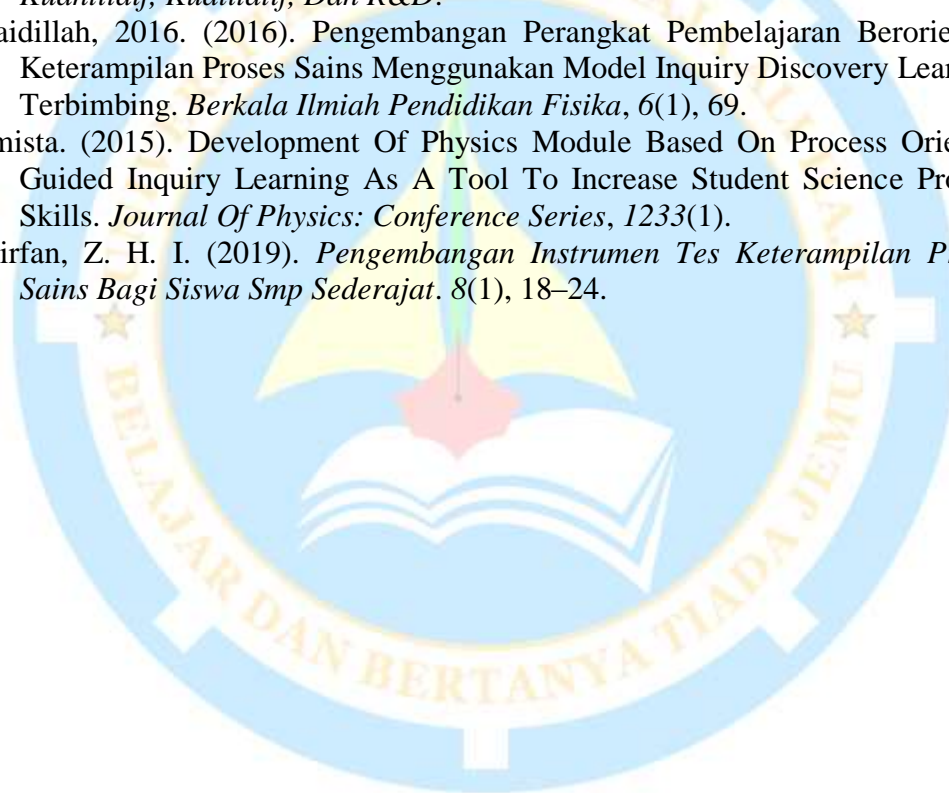 Kuantitatif, Kualitatif, Dan R&D.
aidillah, 2016. (2016). Pengembangan Perangkat Pembelajaran Berorie
Keterampilan Proses Sains Menggunakan Model Inquiry Discovery Lear
Terbimbing. Berkala Ilmiah Pendidikan Fisika, 6(1), 69.
mista. (2015). Development Of Physics Module Based On Process Orie
Guided Inquiry Learning As A Tool To Increase Student Science Pro
Skills. Journal Of Physics: Conference Series, 1233(1).
irfan, Z. H. I. (2019). Pengembangan Instrumen Tes Keterampilan P
Sains Bagi Siswa Smp Sederajat. 8(1), 18–24.
BELAJAR DAN BERTANYA TIADA JEMU